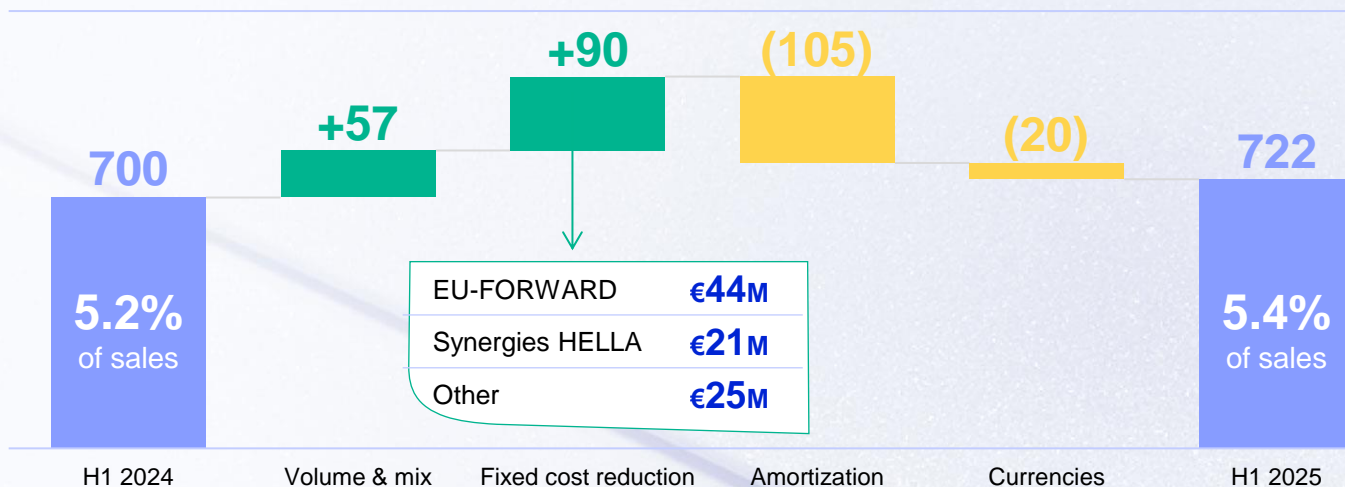 +90
(105)
+57
(20)
700
722
5.2%
of sales
EU-FORWARD €44M
Synergies HELLA €21M
Other €25M
5.4%
of sales
H1 2024 Volume & mix Fixed cost reduction Amortization Currencies H1 2025